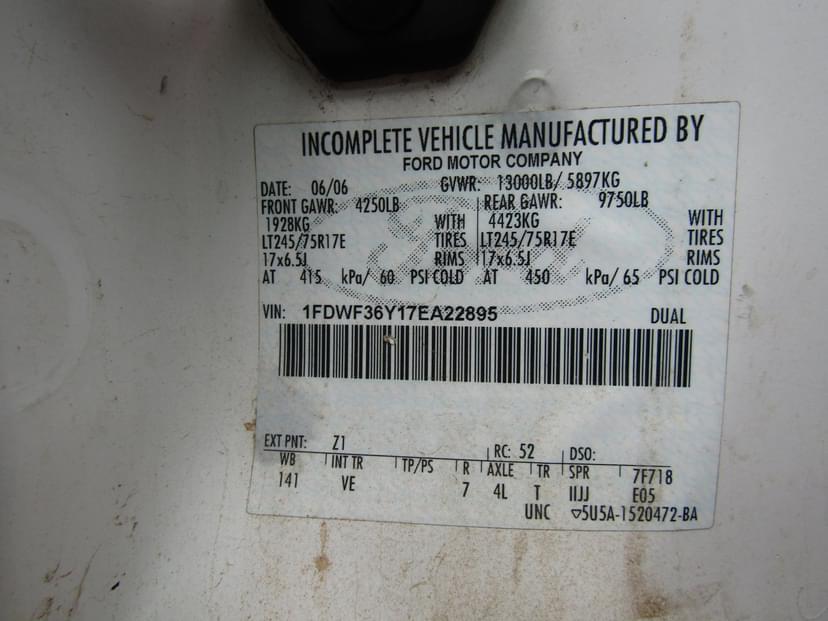 INCOMPLETE VEHICLE MANUFACTURED BY
FORD MOTOR COMPANY
DATE: 06/06 GVWR: 13000LB/ 5897KG
FRONT GAWR: 4250LB REAR GAWR: 9750LB
1928KG WITH 4423KG WITH
LT245/75R17E TIRES LT245/75R17E TIRES
17x6.5J RIMS 17x6.5J RIMS
AT 415 kPa/ 60 PSI COLD AT 450 kPa/ 65 PSI COLD
VIN: 1FDWF36Y17EA22895 DUAL
EXT PNT: Z1 RC: 52 DSO:
WB INT TR TP/PS R AXLE TR SPR 7F718
141 VE 7 4L T IIJJ E05
UNC ▽5U5A-1520472-BA